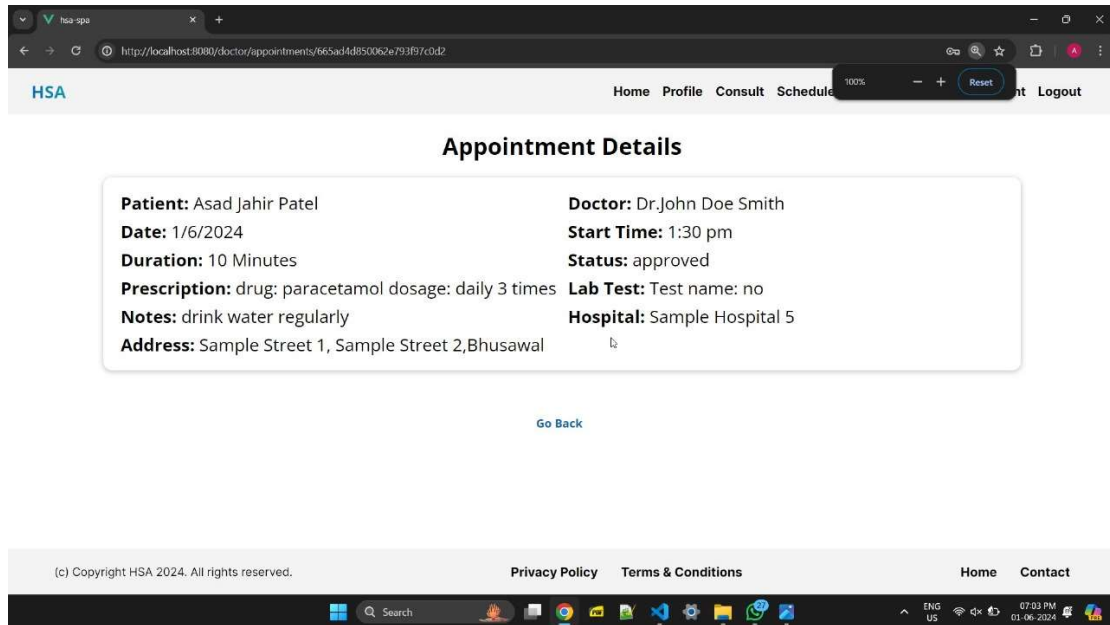 hsa-spa
http://localhost:8080/doctor/appointments/665ad4d850062e793f97c0d2
100% Reset
HSA Home Profile Consult Schedule Logout
Appointment Details
Patient: Asad Jahir Patel Doctor: Dr.John Doe Smith
Date: 1/6/2024 Start Time: 1:30 pm
Duration: 10 Minutes Status: approved
Prescription: drug: paracetamol dosage: daily 3 times Lab Test: Test name: no
Notes: drink water regularly Hospital: Sample Hospital 5
Address: Sample Street 1, Sample Street 2,Bhusawal
Go Back
(c) Copyright HSA 2024. All rights reserved. Privacy Policy Terms & Conditions Home Contact
Search 27 ENG US 07:03 PM
01-06-2024